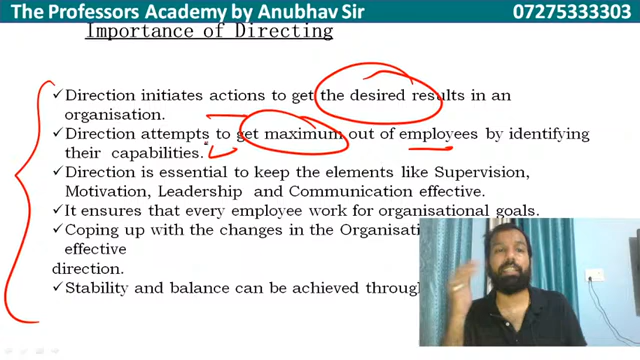 The Professors Academy by Anubhav Sir 07275333303
Importance of Directing
✓Direction initiates actions to get the desired results in an
organisation.
✓Direction attempts to get maximum out of employees by identifying
their capabilities.
✓Direction is essential to keep the elements like Supervision,
Motivation, Leadership and Communication effective.
✓It ensures that every employee work for organisational goals.
✓Coping up with the changes in the
effective
direction.
✓Stability and balance can be achieved